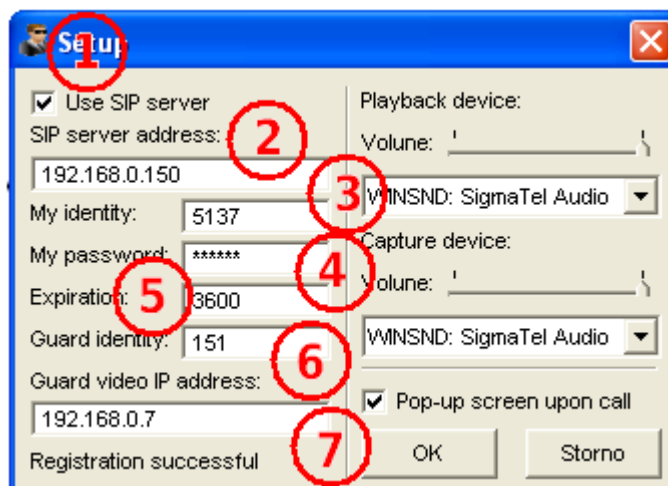 Setup
1
Use SIP server
SIP server address:
2
192.168.0.150
My identity: 5137
My password: ******
Expiration: 3600
5
Guard identity: 151
Guard video IP address:
192.168.0.7
Registration successful
Playback device:
Volume:
3
WINSND: SigmaTel Audio
Capture device:
4
Volume:
WINSND: SigmaTel Audio
6
Pop-up screen upon call
7
OK
Storno